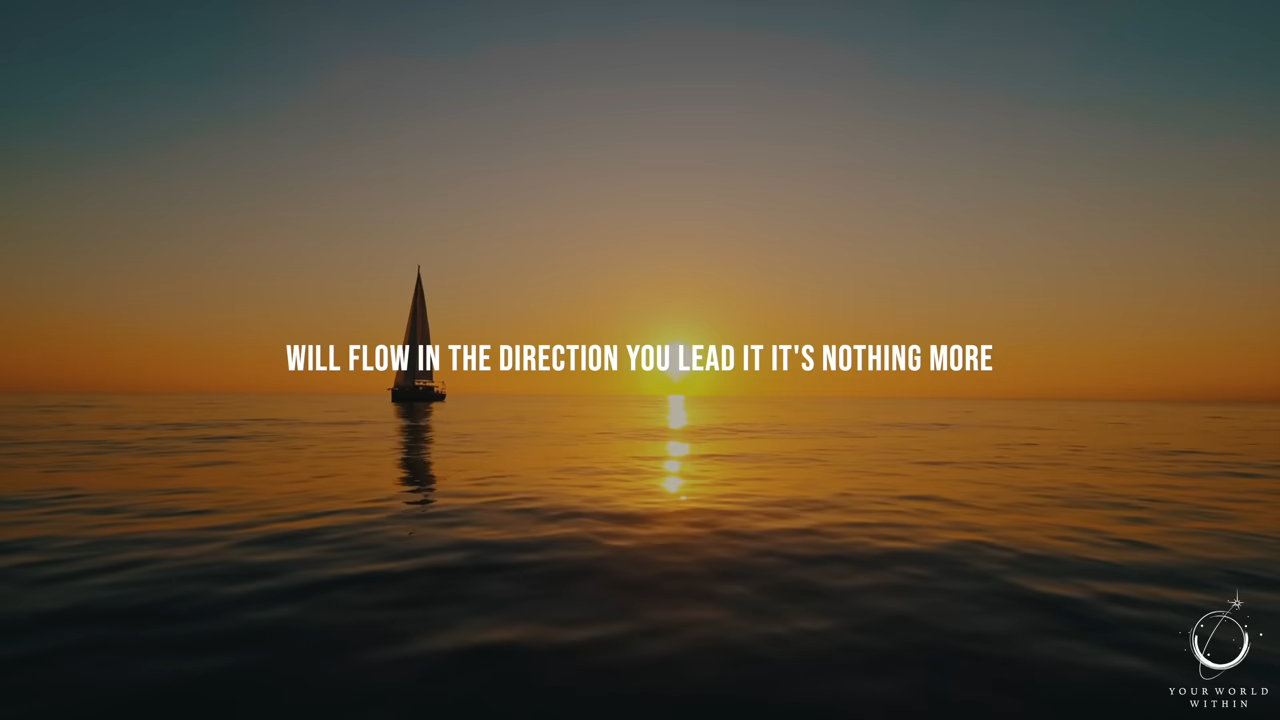 WILL FLOW IN THE DIRECTION YOU LEAD IT IT'S NOTHING MORE
YOUR WORLD
WITHIN